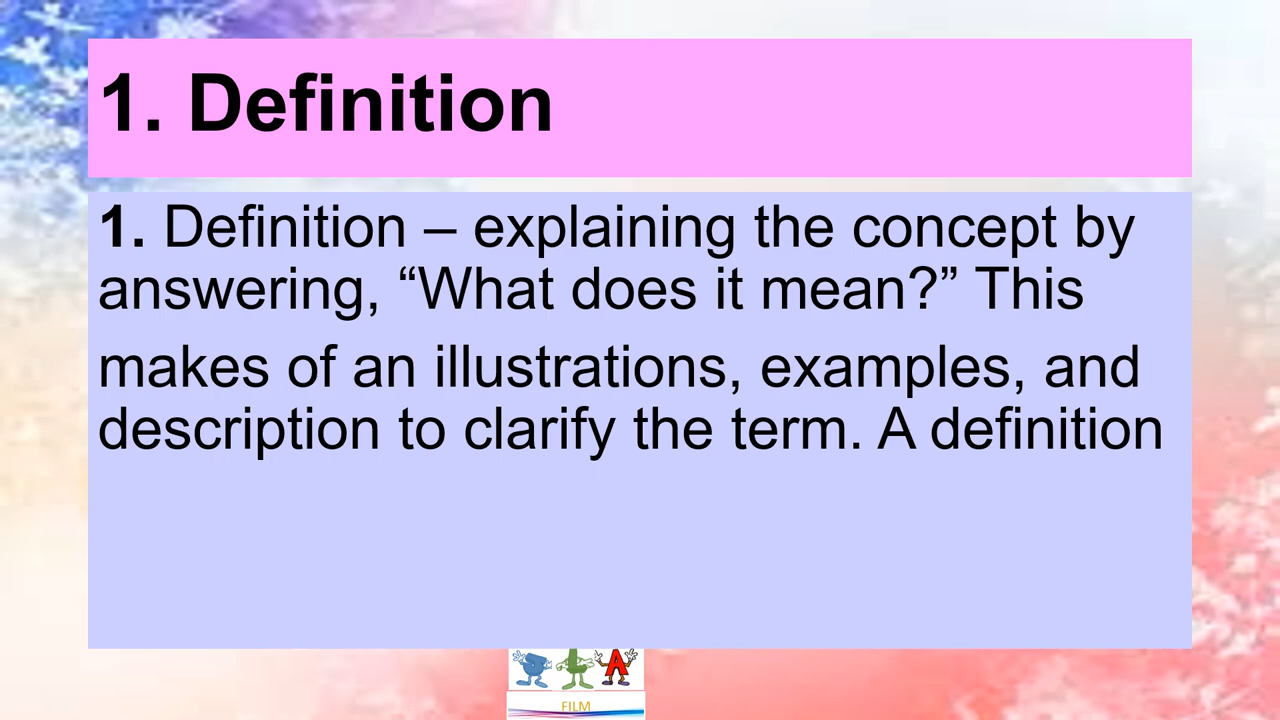 1. Definition
1. Definition – explaining the concept by
answering, “What does it mean?” This
makes of an illustrations, examples, and
description to clarify the term. A definition
A
FILM